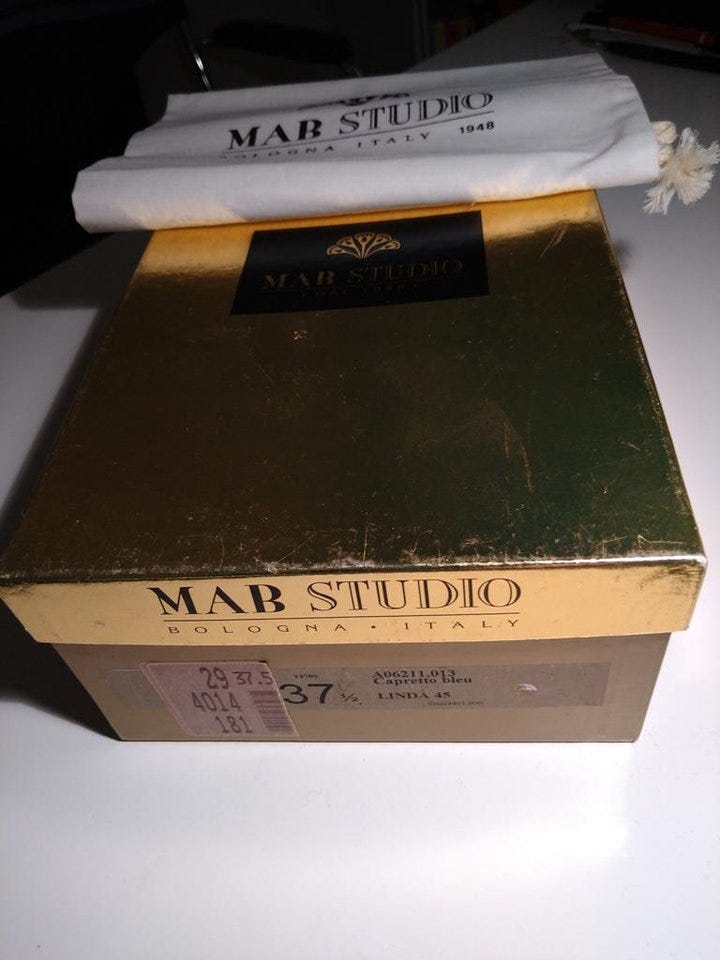 MAB STUDIO
BOLOGNA ITALY 1948
MAB STUDIO
MAB STUDIO
BOLOGNA · ITALY
29 37.5
4014
181
37 ½
A06211.013
Capretto bleu
LINDA 45